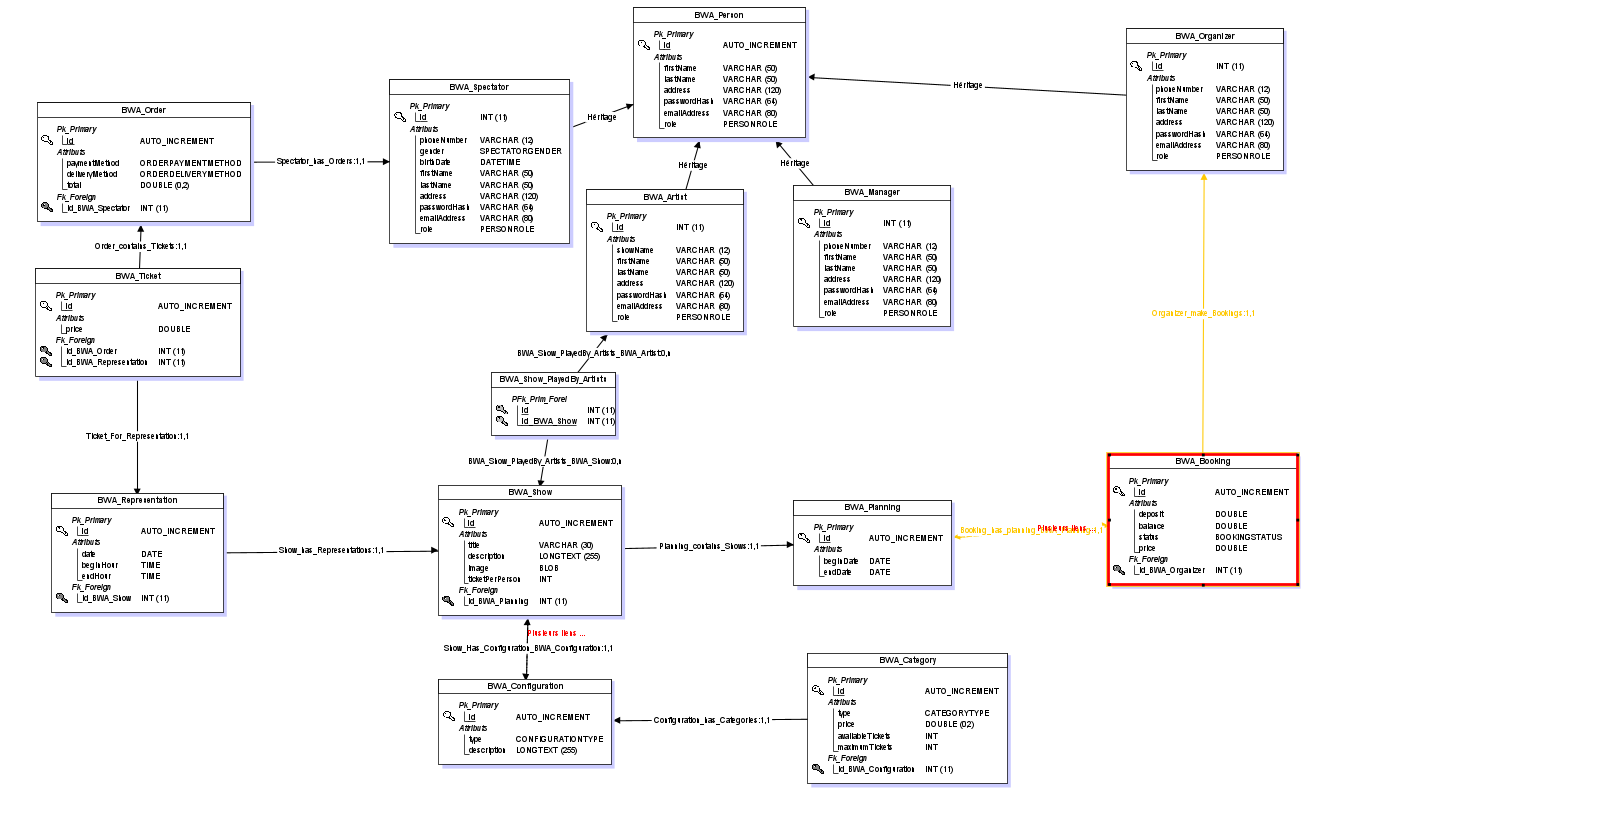 BWA_Person
Pk_Primary
id AUTO_INCREMENT
Attributs
firstName VARCHAR (50)
lastName VARCHAR (50)
address VARCHAR (120)
passwordHash VARCHAR (64)
emailAddress VARCHAR (80)
role PERSONROLE
BWA_Organizer
Pk_Primary
id INT (11)
Attributs
phoneNumber VARCHAR (12)
firstName VARCHAR (50)
lastName VARCHAR (50)
address VARCHAR (120)
passwordHash VARCHAR (64)
emailAddress VARCHAR (80)
role PERSONROLE
Héritage
BWA_Spectator
Pk_Primary
id INT (11)
Attributs
phoneNumber VARCHAR (12)
gender SPECTATORGENDER
birthDate DATETIME
firstName VARCHAR (50)
lastName VARCHAR (50)
address VARCHAR (120)
passwordHash VARCHAR (64)
emailAddress VARCHAR (80)
role PERSONROLE
Héritage
BWA_Order
Pk_Primary
id AUTO_INCREMENT
Attributs
paymentMethod ORDERPAYMENTMETHOD
deliveryMethod ORDERDELIVERYMETHOD
total DOUBLE (0,2)
Fk_Foreign
id_BWA_Spectator INT (11)
Spectator_has_Orders:1,1
Héritage
Héritage
BWA_Artist
Pk_Primary
id INT (11)
Attributs
showName VARCHAR (12)
firstName VARCHAR (50)
lastName VARCHAR (50)
address VARCHAR (120)
passwordHash VARCHAR (64)
emailAddress VARCHAR (80)
role PERSONROLE
BWA_Manager
Pk_Primary
id INT (11)
Attributs
phoneNumber VARCHAR (12)
firstName VARCHAR (50)
lastName VARCHAR (50)
address VARCHAR (120)
passwordHash VARCHAR (64)
emailAddress VARCHAR (80)
role PERSONROLE
Order_contains_Tickets:1,1
BWA_Ticket
Pk_Primary
id AUTO_INCREMENT
Attributs
price DOUBLE
Fk_Foreign
id_BWA_Order INT (11)
id_BWA_Representation INT (11)
Organizer_make_Bookings:1,1
BWA_Show_PlayedBy_Artists_BWA_Artist:0,n
BWA_Show_PlayedBy_Artists
PFk_Prim_Forei
id INT (11)
id_BWA_Show INT (11)
Ticket_For_Representation:1,1
BWA_Show_PlayedBy_Artists_BWA_Show:0,n
BWA_Representation
Pk_Primary
id AUTO_INCREMENT
Attributs
date DATE
beginHour TIME
endHour TIME
Fk_Foreign
id_BWA_Show INT (11)
Show_has_Representations:1,1
BWA_Show
Pk_Primary
id AUTO_INCREMENT
Attributs
title VARCHAR (30)
description LONGTEXT (255)
image BLOB
ticketPerPerson INT
Fk_Foreign
id_BWA_Planning INT (11)
Planning_contains_Shows:1,1
BWA_Planning
Pk_Primary
id AUTO_INCREMENT
Attributs
beginDate DATE
endDate DATE
Booking_has_planning
Plusieurs liens ...
BWA_Booking
Pk_Primary
id AUTO_INCREMENT
Attributs
deposit DOUBLE
balance DOUBLE
status BOOKINGSTATUS
price DOUBLE
Fk_Foreign
id_BWA_Organizer INT (11)
Plusieurs liens ...
Show_Has_Configuration_BWA_Configuration:1,1
BWA_Configuration
Pk_Primary
id AUTO_INCREMENT
Attributs
type CONFIGURATIONTYPE
description LONGTEXT (255)
Configuration_has_Categories:1,1
BWA_Category
Pk_Primary
id AUTO_INCREMENT
Attributs
type CATEGORYTYPE
price DOUBLE (0,2)
availableTickets INT
maximumTickets INT
Fk_Foreign
id_BWA_Configuration INT (11)